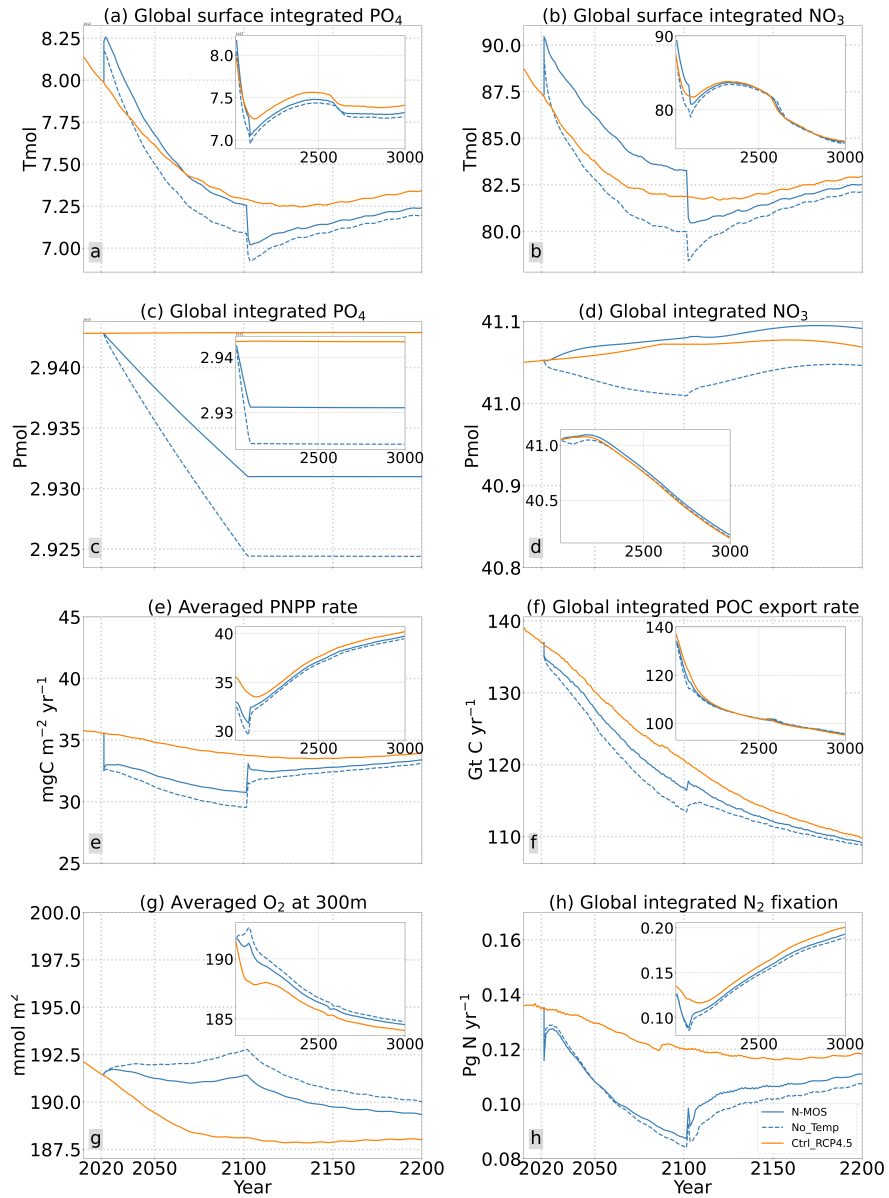 (a) Global surface integrated PO₄
(b) Global surface integrated NO₃
8.25
8.00
7.75
7.50
7.25
7.00
Tmol
8.0
7.5
7.0
2500
3000
a
90.0
87.5
85.0
82.5
80.0
Tmol
90
80
2500
3000
b
(c) Global integrated PO₄
(d) Global integrated NO₃
2.940
2.935
2.930
2.925
Pmol
2.94
2.93
2500
3000
c
41.1
41.0
40.9
40.8
Pmol
41.0
40.5
2500
3000
d
(e) Averaged PNPP rate
(f) Global integrated POC export rate
45
40
35
30
25
mgC m⁻² yr⁻¹
40
35
30
2500
3000
e
140
130
120
110
Gt C yr⁻¹
140
120
100
2500
3000
f
(g) Averaged O₂ at 300m
(h) Global integrated N₂ fixation
200.0
197.5
195.0
192.5
190.0
187.5
mmol m²
190
185
2500
3000
g
2020
2050
2100
2200
Year
0.16
0.14
0.12
0.10
0.08
Pg N yr⁻¹
0.20
0.15
0.10
2500
3000
N-MOS
No_Temp
Ctrl_RCP4.5
h
2020
2050
2100
2200
Year